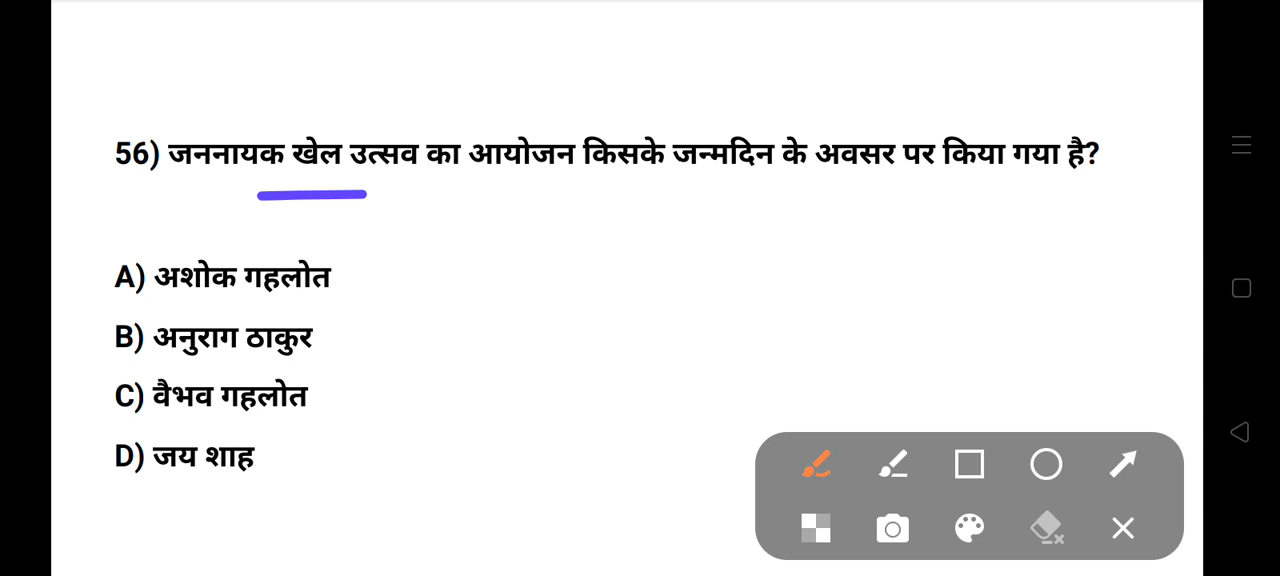 56) जननायक खेल उत्सव का आयोजन किसके जन्मदिन के अवसर पर किया गया है?
A) अशोक गहलोत
B) अनुराग ठाकुर
C) वैभव गहलोत
D) जय शाह